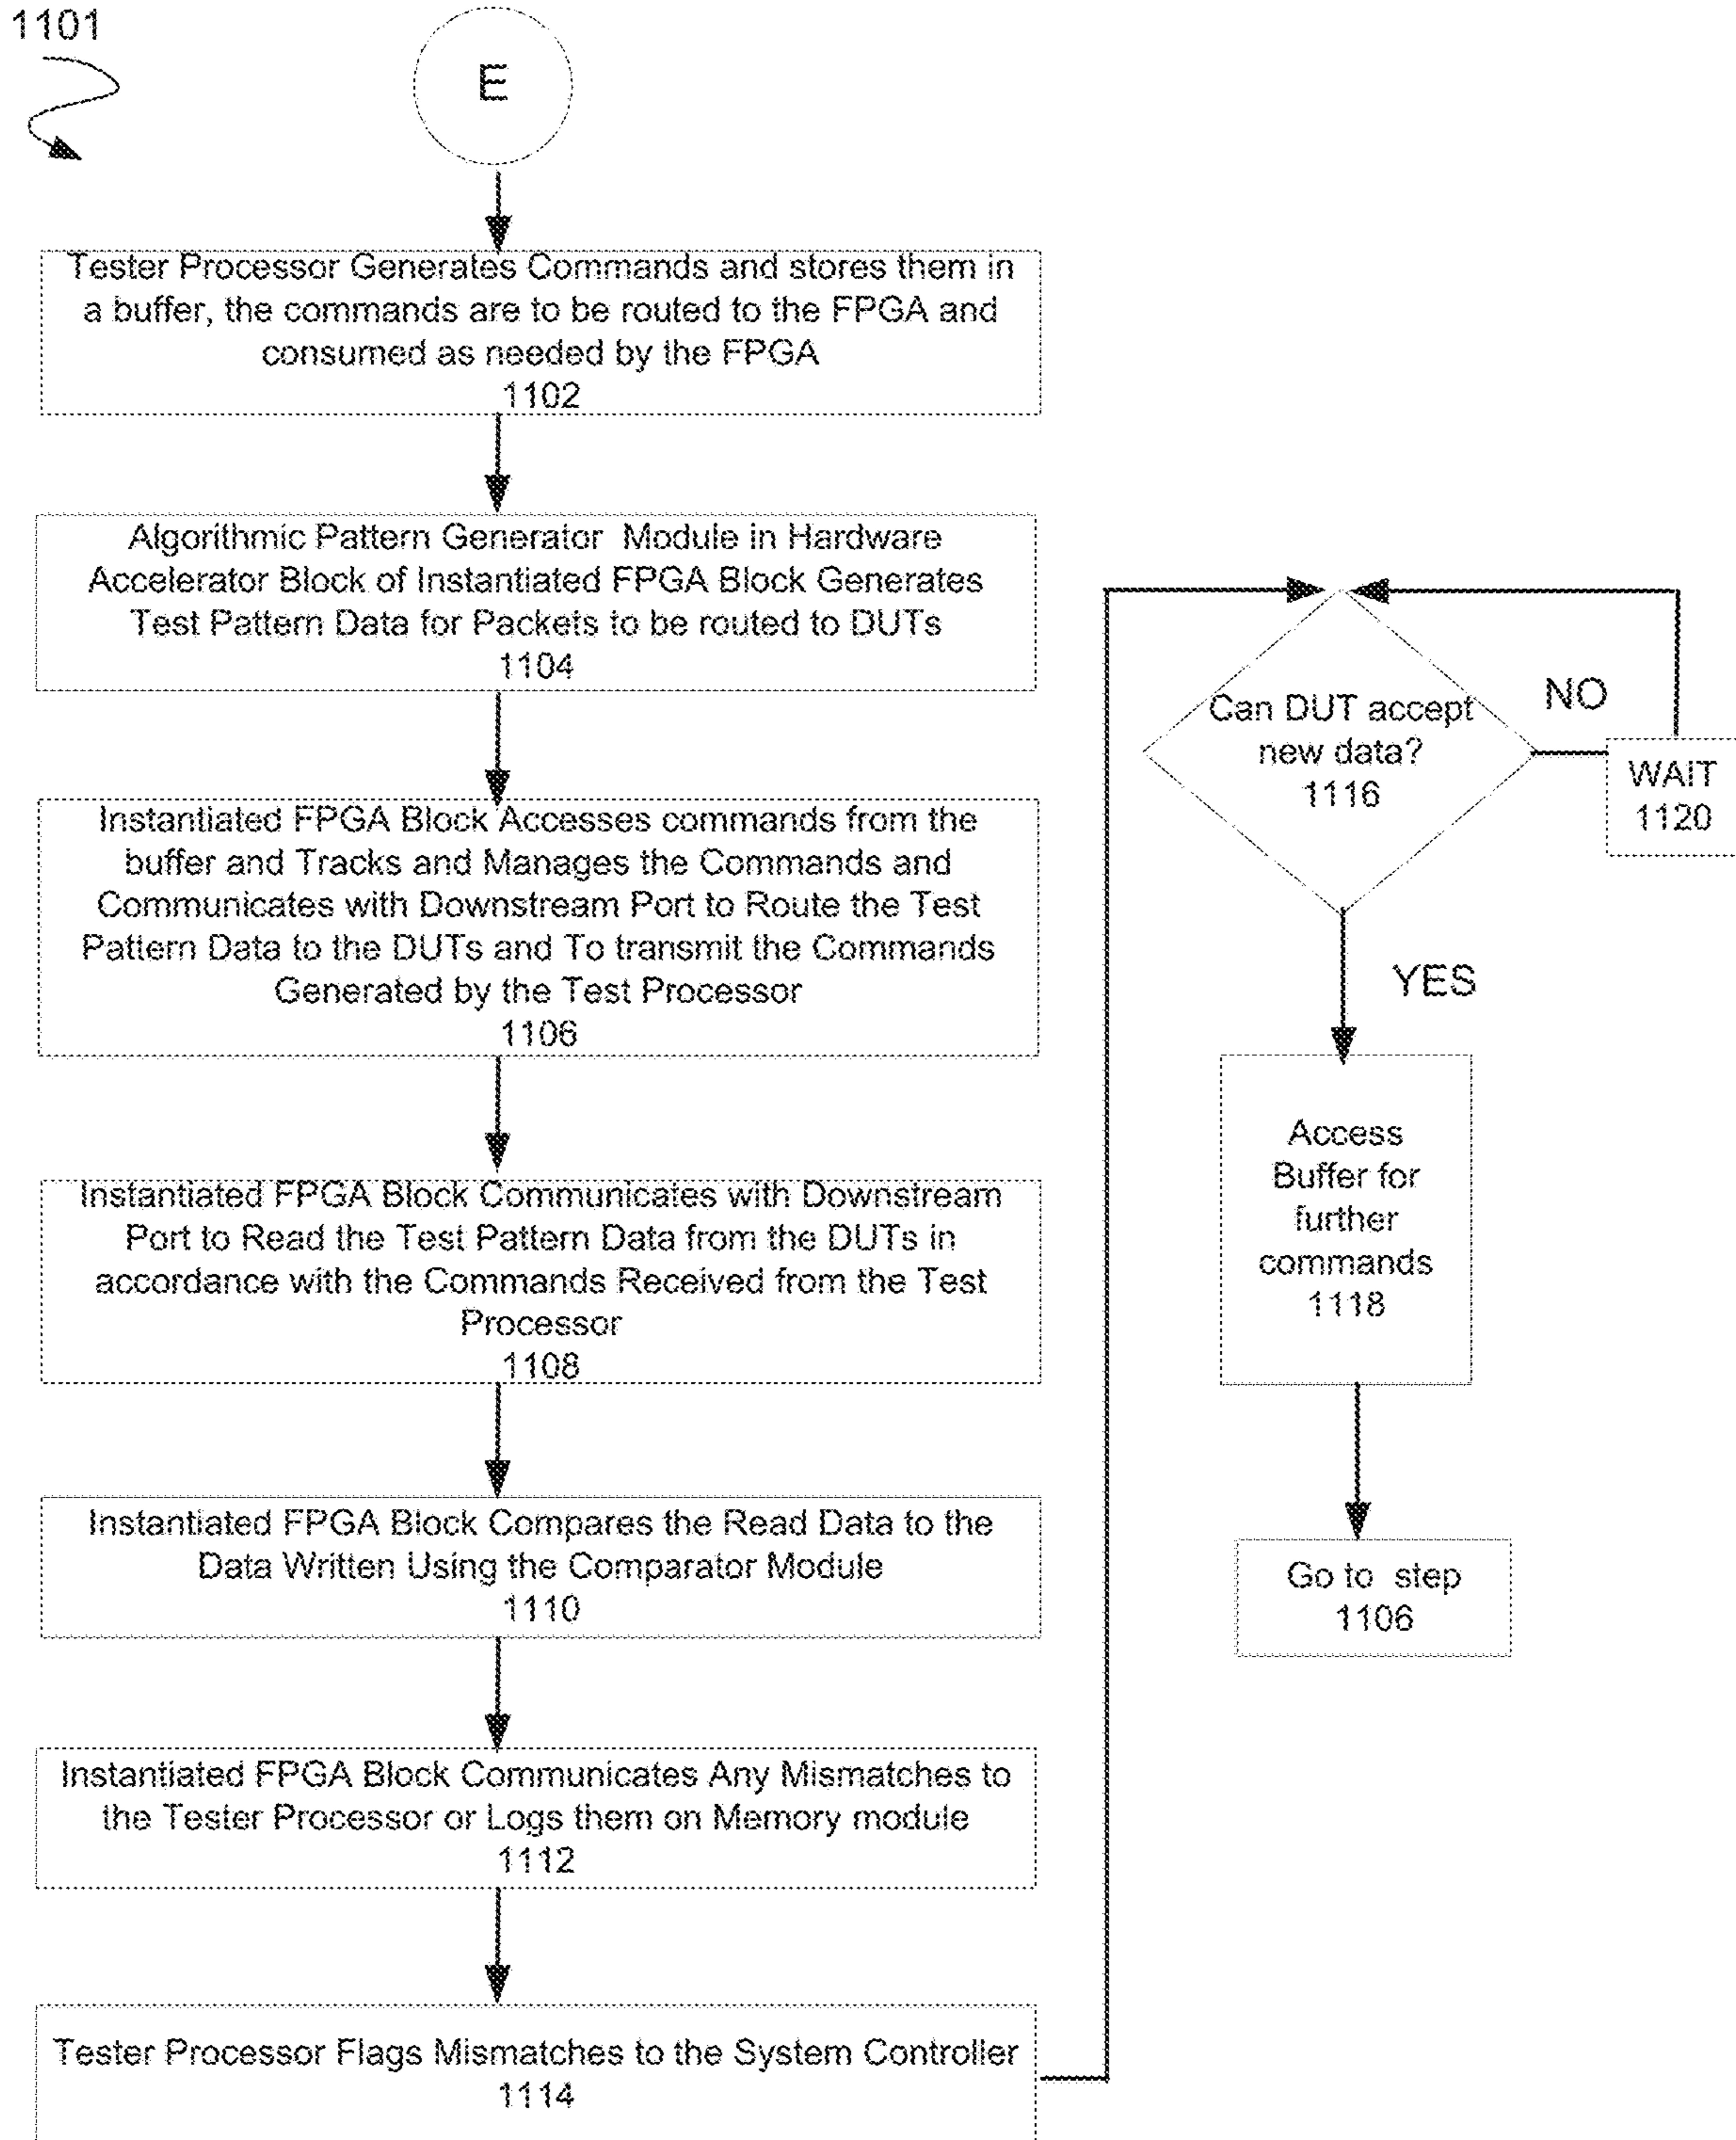 1101
E
Tester Processor Generates Commands and stores them in
a buffer, the commands are to be routed to the FPGA and
consumed as needed by the FPGA
1102
Algorithmic Pattern Generator Module in Hardware
Accelerator Block of Instantiated FPGA Block Generates
Test Pattern Data for Packets to be routed to DUTs
1104
Instantiated FPGA Block Accesses commands from the
buffer and Tracks and Manages the Commands and
Communicates with Downstream Port to Route the Test
Pattern Data to the DUTs and To transmit the Commands
Generated by the Test Processor
1106
Instantiated FPGA Block Communicates with Downstream
Port to Read the Test Pattern Data from the DUTs in
accordance with the Commands Received from the Test
Processor
1108
Instantiated FPGA Block Compares the Read Data to the
Data Written Using the Comparator Module
1110
Instantiated FPGA Block Communicates Any Mismatches to
the Tester Processor or Logs them on Memory module
1112
Tester Processor Flags Mismatches to the System Controller
1114
Can DUT accept
new data?
1116
NO
WAIT
1120
YES
Access
Buffer for
further
commands
1118
Go to step
1106